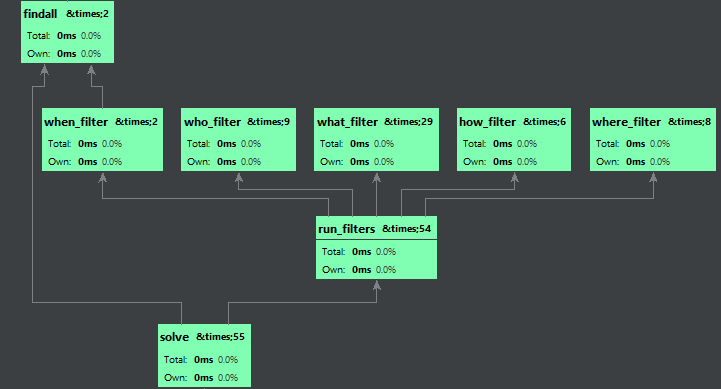 findall &times;2
Total: 0ms 0.0%
Own: 0ms 0.0%
when_filter &times;2
Total: 0ms 0.0%
Own: 0ms 0.0%
who_filter &times;9
Total: 0ms 0.0%
Own: 0ms 0.0%
what_filter &times;29
Total: 0ms 0.0%
Own: 0ms 0.0%
how_filter &times;6
Total: 0ms 0.0%
Own: 0ms 0.0%
where_filter &times;8
Total: 0ms 0.0%
Own: 0ms 0.0%
run_filters &times;54
Total: 0ms 0.0%
Own: 0ms 0.0%
solve &times;55
Total: 0ms 0.0%
Own: 0ms 0.0%